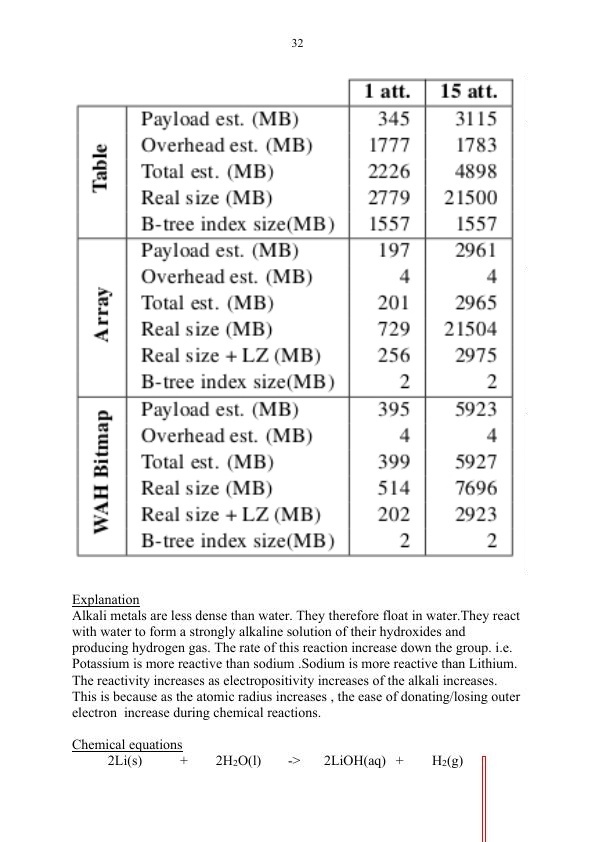 32
1 att. 15 att.
Table
Payload est. (MB) 345 3115
Overhead est. (MB) 1777 1783
Total est. (MB) 2226 4898
Real size (MB) 2779 21500
B-tree index size(MB) 1557 1557
Array
Payload est. (MB) 197 2961
Overhead est. (MB) 4 4
Total est. (MB) 201 2965
Real size (MB) 729 21504
Real size + LZ (MB) 256 2975
B-tree index size(MB) 2 2
WAH Bitmap
Payload est. (MB) 395 5923
Overhead est. (MB) 4 4
Total est. (MB) 399 5927
Real size (MB) 514 7696
Real size + LZ (MB) 202 2923
B-tree index size(MB) 2 2
Explanation
Alkali metals are less dense than water. They therefore float in water.They react
with water to form a strongly alkaline solution of their hydroxides and
producing hydrogen gas. The rate of this reaction increase down the group. i.e.
Potassium is more reactive than sodium .Sodium is more reactive than Lithium.
The reactivity increases as electropositivity increases of the alkali increases.
This is because as the atomic radius increases , the ease of donating/losing outer
electron increase during chemical reactions.
Chemical equations
2Li(s) + 2H2O(l) -> 2LiOH(aq) + H2(g)